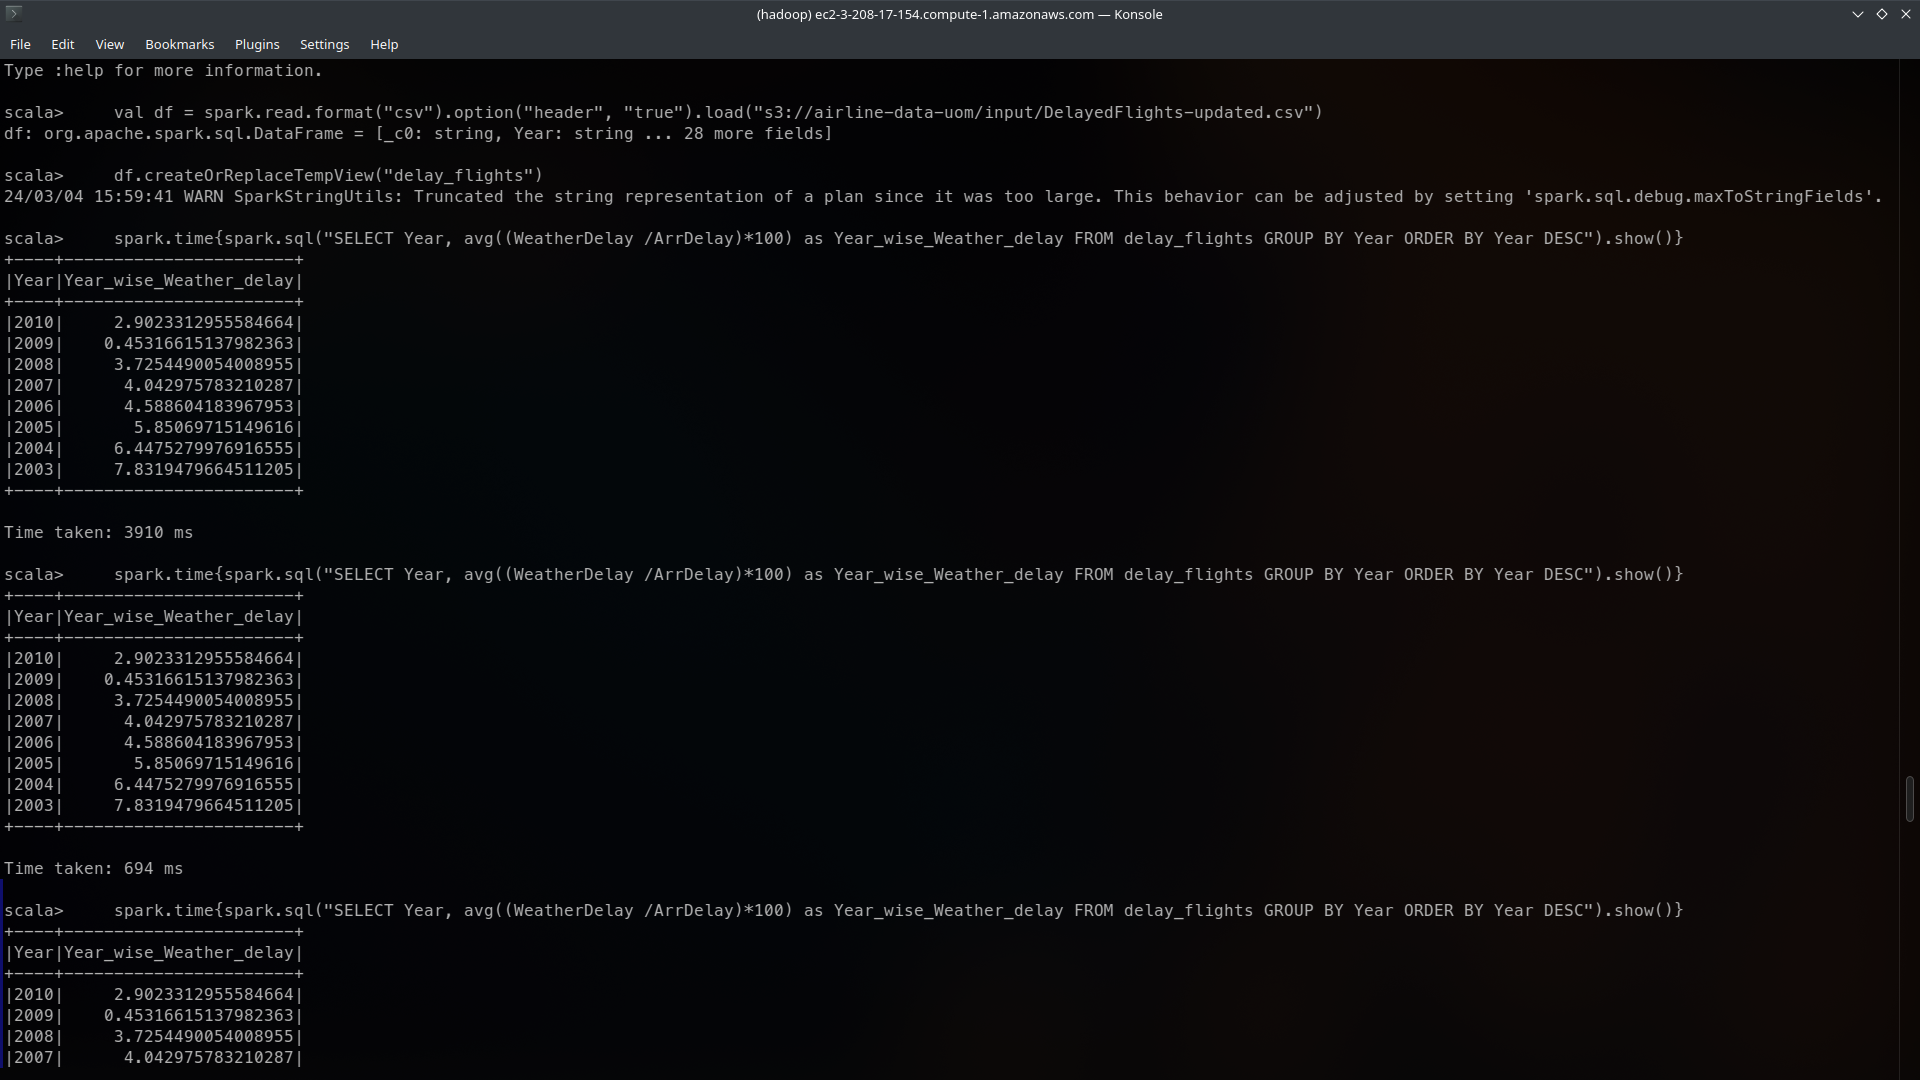 (hadoop) ec2-3-208-17-154.compute-1.amazonaws.com — Konsole
File Edit View Bookmarks Plugins Settings Help
Type :help for more information.
scala>     val df = spark.read.format("csv").option("header", "true").load("s3://airline-data-uom/input/DelayedFlights-updated.csv")
df: org.apache.spark.sql.DataFrame = [_c0: string, Year: string ... 28 more fields]
scala>     df.createOrReplaceTempView("delay_flights")
24/03/04 15:59:41 WARN SparkStringUtils: Truncated the string representation of a plan since it was too large. This behavior can be adjusted by setting 'spark.sql.debug.maxToStringFields'.
scala>     spark.time{spark.sql("SELECT Year, avg((WeatherDelay /ArrDelay)*100) as Year_wise_Weather_delay FROM delay_flights GROUP BY Year ORDER BY Year DESC").show()}
+----+-----------------------+
|Year|Year_wise_Weather_delay|
+----+-----------------------+
|2010|     2.9023312955584664|
|2009|    0.45316615137982363|
|2008|     3.7254490054008955|
|2007|      4.042975783210287|
|2006|      4.588604183967953|
|2005|       5.85069715149616|
|2004|     6.4475279976916555|
|2003|     7.8319479664511205|
+----+-----------------------+
Time taken: 3910 ms
scala>     spark.time{spark.sql("SELECT Year, avg((WeatherDelay /ArrDelay)*100) as Year_wise_Weather_delay FROM delay_flights GROUP BY Year ORDER BY Year DESC").show()}
+----+-----------------------+
|Year|Year_wise_Weather_delay|
+----+-----------------------+
|2010|     2.9023312955584664|
|2009|    0.45316615137982363|
|2008|     3.7254490054008955|
|2007|      4.042975783210287|
|2006|      4.588604183967953|
|2005|       5.85069715149616|
|2004|     6.4475279976916555|
|2003|     7.8319479664511205|
+----+-----------------------+
Time taken: 694 ms
scala>     spark.time{spark.sql("SELECT Year, avg((WeatherDelay /ArrDelay)*100) as Year_wise_Weather_delay FROM delay_flights GROUP BY Year ORDER BY Year DESC").show()}
+----+-----------------------+
|Year|Year_wise_Weather_delay|
+----+-----------------------+
|2010|     2.9023312955584664|
|2009|    0.45316615137982363|
|2008|     3.7254490054008955|
|2007|      4.042975783210287|